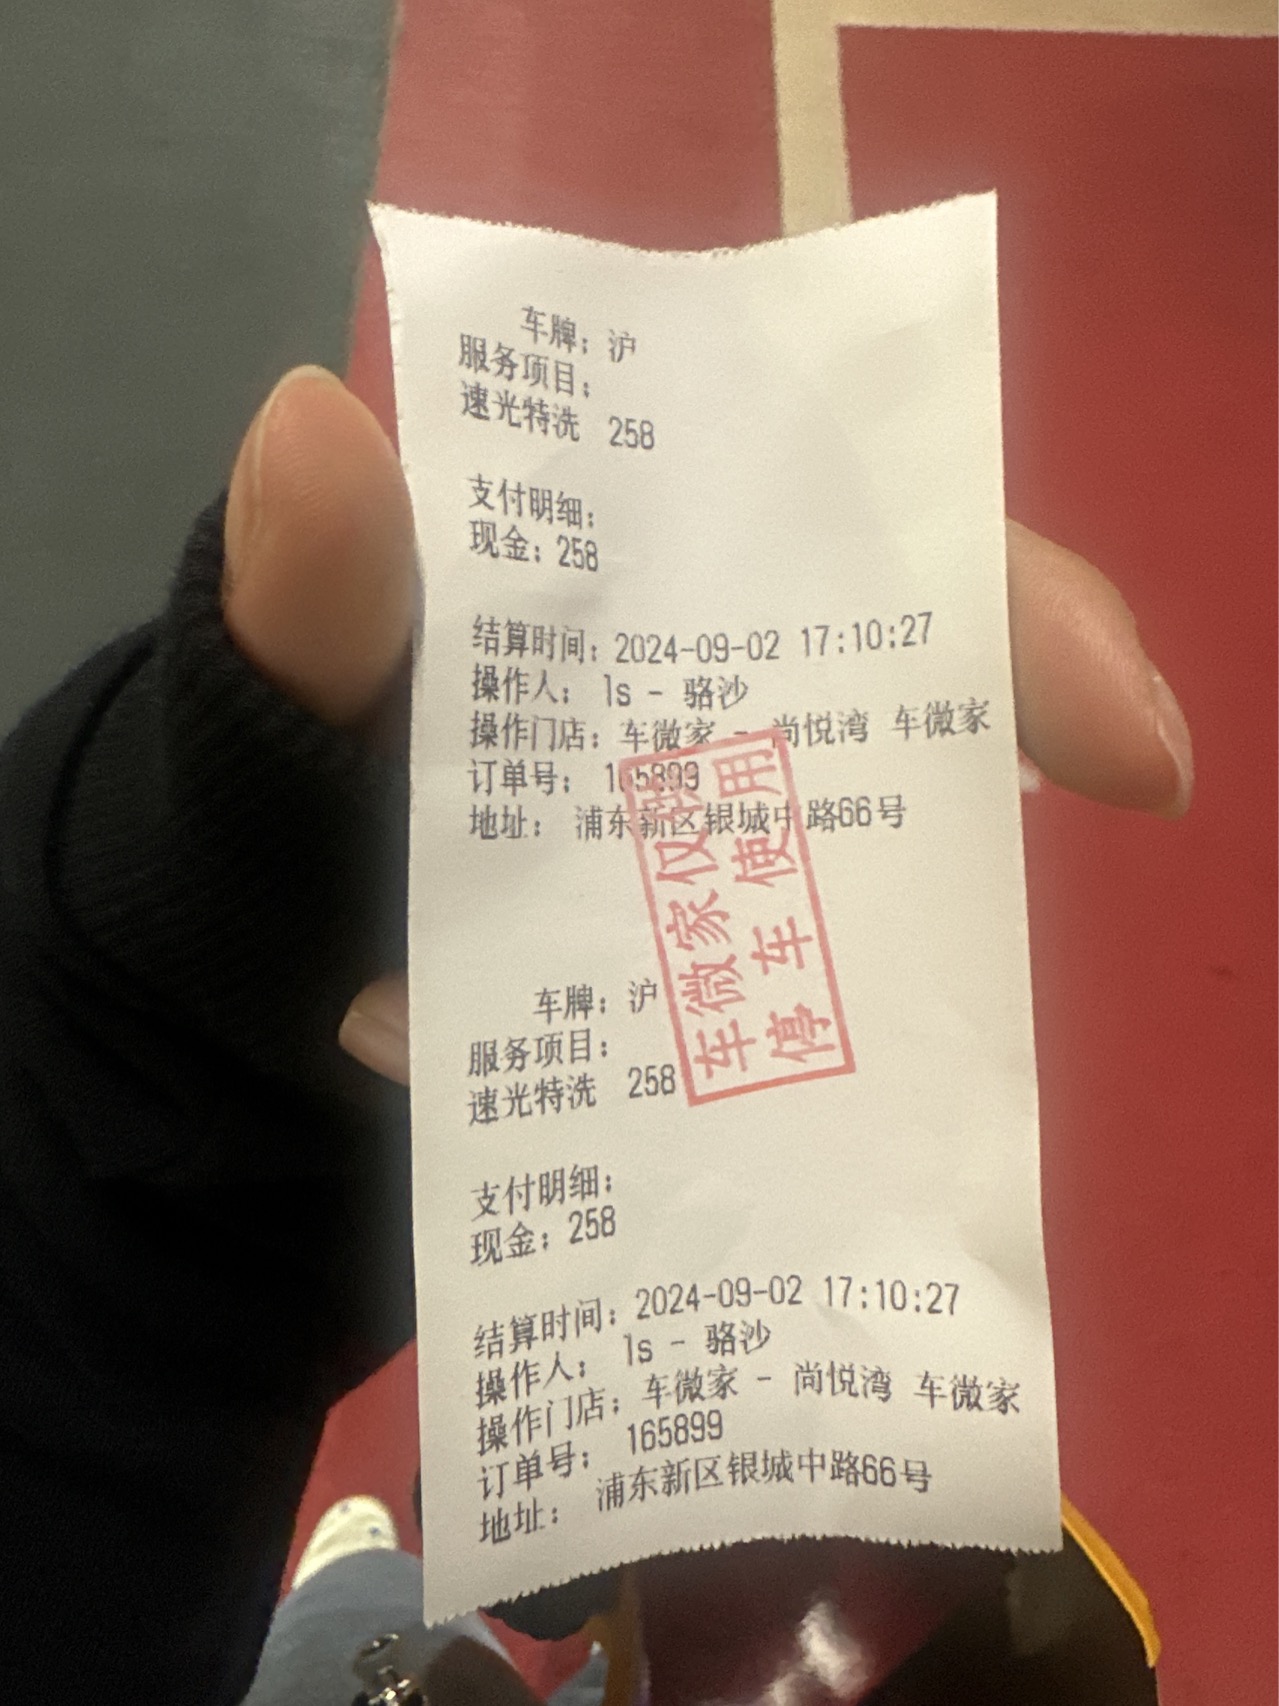 车牌：沪
服务项目：
速光特洗 258
支付明细：
现金：258
结算时间：2024-09-02 17:10:27
操作人： ls - 骆沙
操作门店：车微家 - 尚悦湾 车微家
订单号： 165899
地址： 浦东新区银城中路66号
车微家仅供
停车使用
车牌：沪
服务项目：
速光特洗 258
支付明细：
现金：258
结算时间：2024-09-02 17:10:27
操作人： ls - 骆沙
操作门店：车微家 - 尚悦湾 车微家
订单号： 165899
地址： 浦东新区银城中路66号